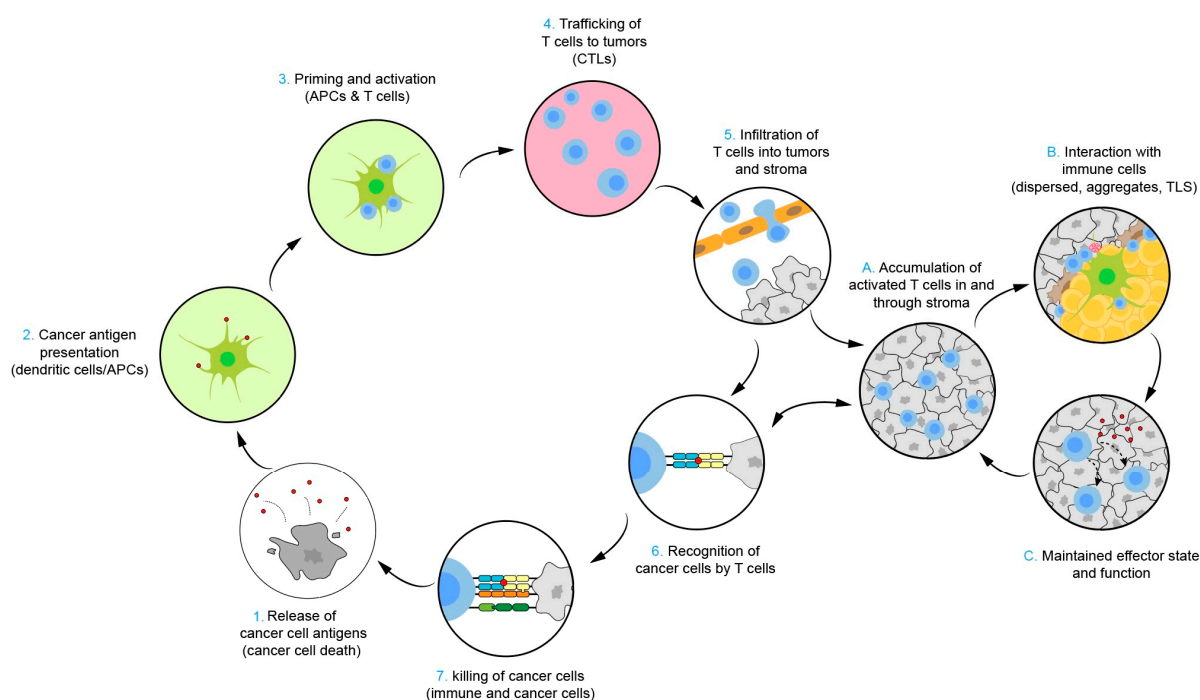 1. Release of
cancer cell antigens
(cancer cell death)
2. Cancer antigen
presentation
(dendritic cells/APCs)
3. Priming and activation
(APCs & T cells)
4. Trafficking of
T cells to tumors
(CTLs)
5. Infiltration of
T cells into tumors
and stroma
6. Recognition of
cancer cells by T cells
7. killing of cancer cells
(immune and cancer cells)
A. Accumulation of
activated T cells in and
through stroma
B. Interaction with
immune cells
(dispersed, aggregates, TLS)
C. Maintained effector state
and function